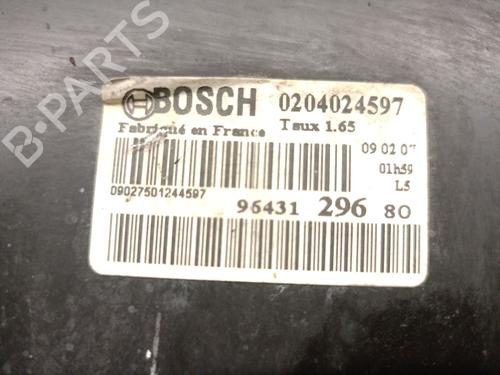 BOSCH 0204024597
Fabriqué en France Taux 1.65
09 02 07
01h59
L5
09027501244597
96431 296 80
B-PARTS